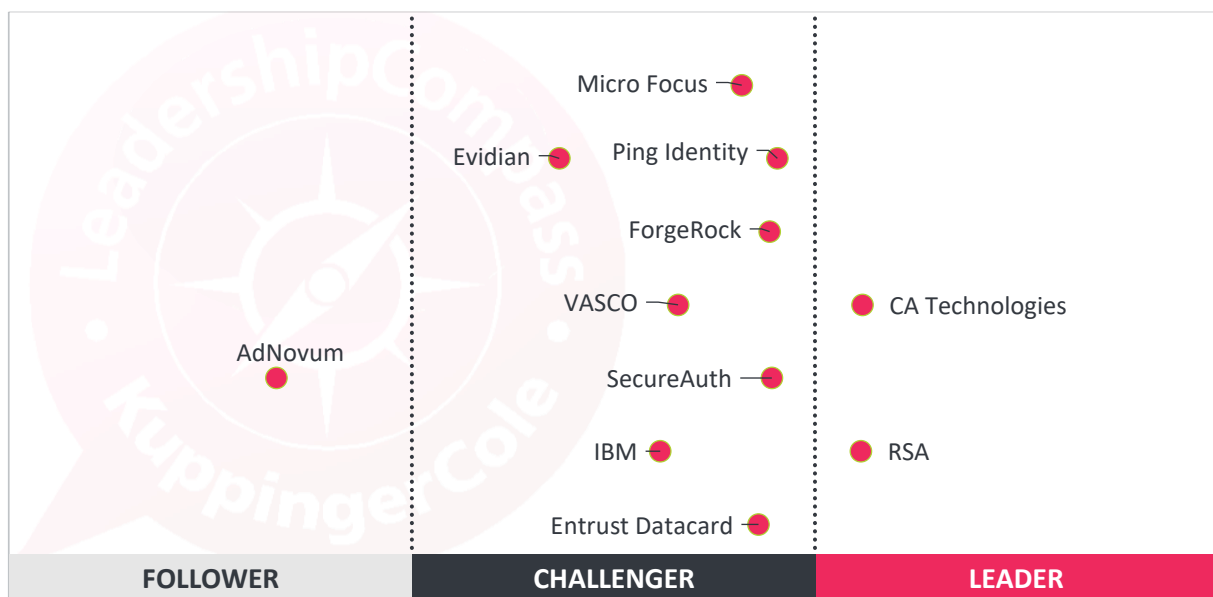 LeadershipCompass
KuppingerCole
Micro Focus
Evidian
Ping Identity
ForgeRock
VASCO
CA Technologies
AdNovum
SecureAuth
IBM
RSA
Entrust Datacard
FOLLOWER
CHALLENGER
LEADER